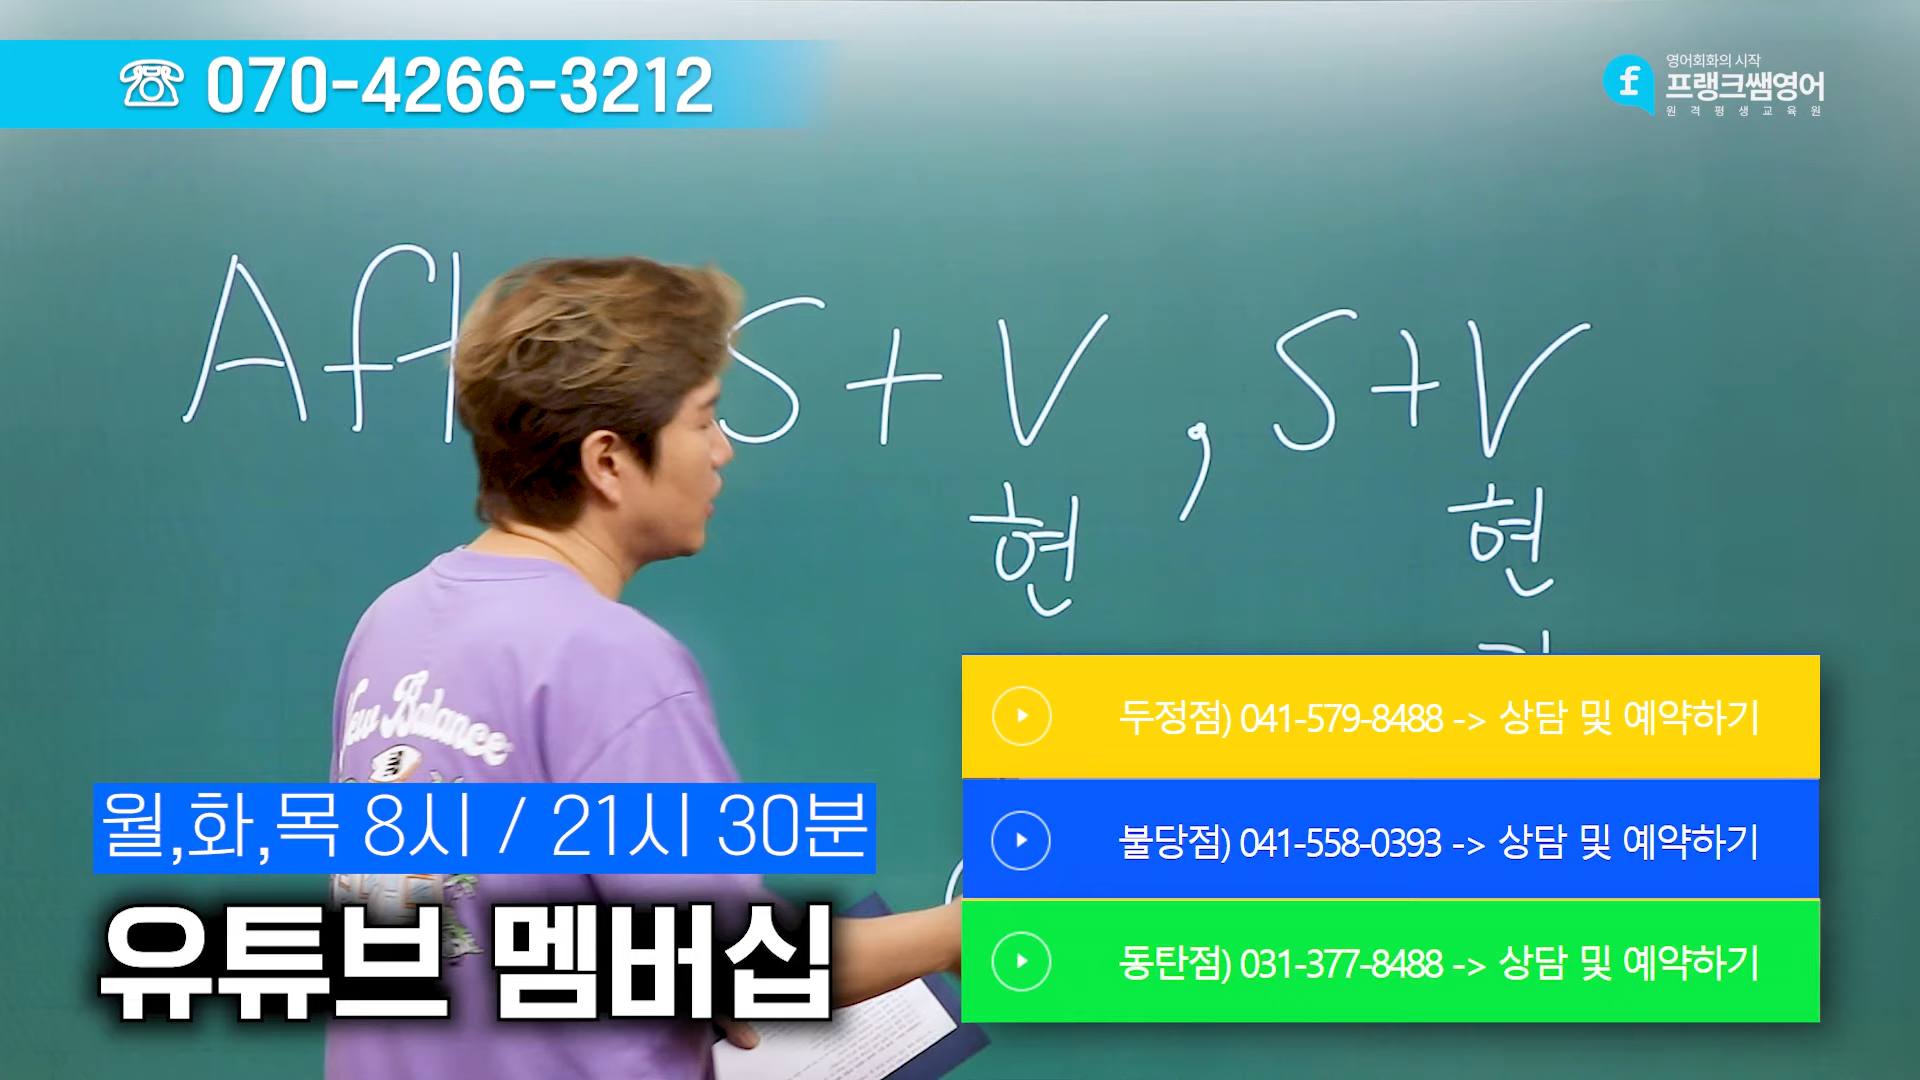 070-4266-3212
영어회화의 시작
프랭크쌤영어
원격평생교육원
Af S + V , S + V
현 현
New Balance
두정점) 041-579-8488 -> 상담 및 예약하기
불당점) 041-558-0393 -> 상담 및 예약하기
동탄점) 031-377-8488 -> 상담 및 예약하기
월,화,목 8시 / 21시 30분
유튜브 멤버십